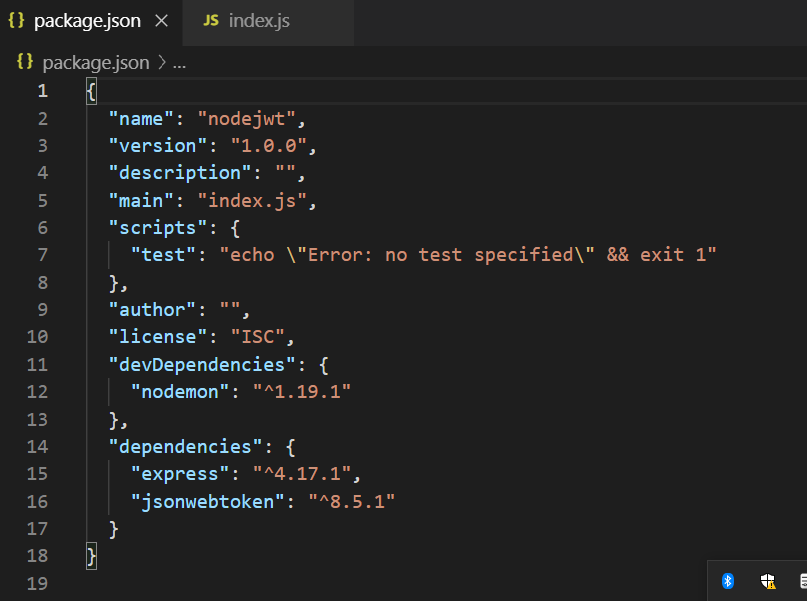 {} package.json ×
JS index.js
{} package.json > ...
1 {
2   "name": "nodejwt",
3   "version": "1.0.0",
4   "description": "",
5   "main": "index.js",
6   "scripts": {
7     "test": "echo \"Error: no test specified\" && exit 1"
8   },
9   "author": "",
10   "license": "ISC",
11   "devDependencies": {
12     "nodemon": "^1.19.1"
13   },
14   "dependencies": {
15     "express": "^4.17.1",
16     "jsonwebtoken": "^8.5.1"
17   }
18 }
19